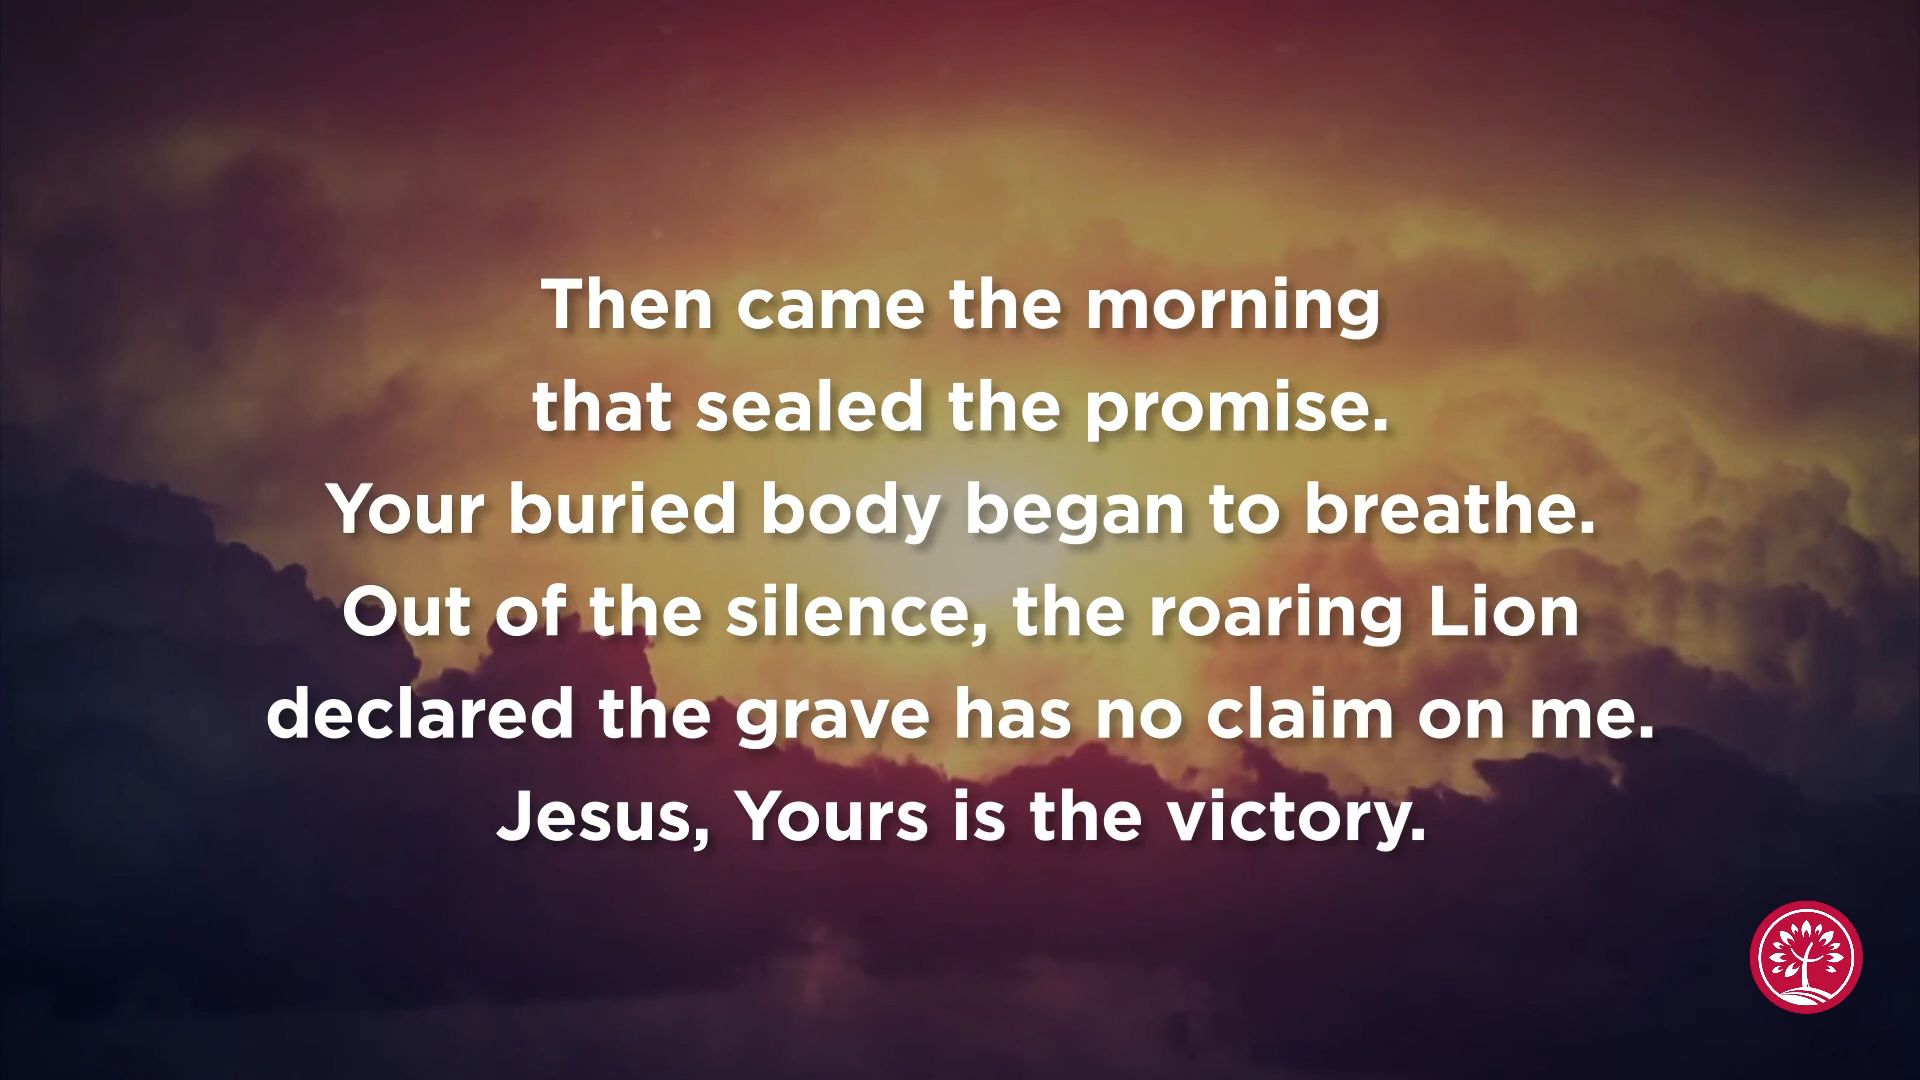 Then came the morning
that sealed the promise.
Your buried body began to breathe.
Out of the silence, the roaring Lion
declared the grave has no claim on me.
Jesus, Yours is the victory.